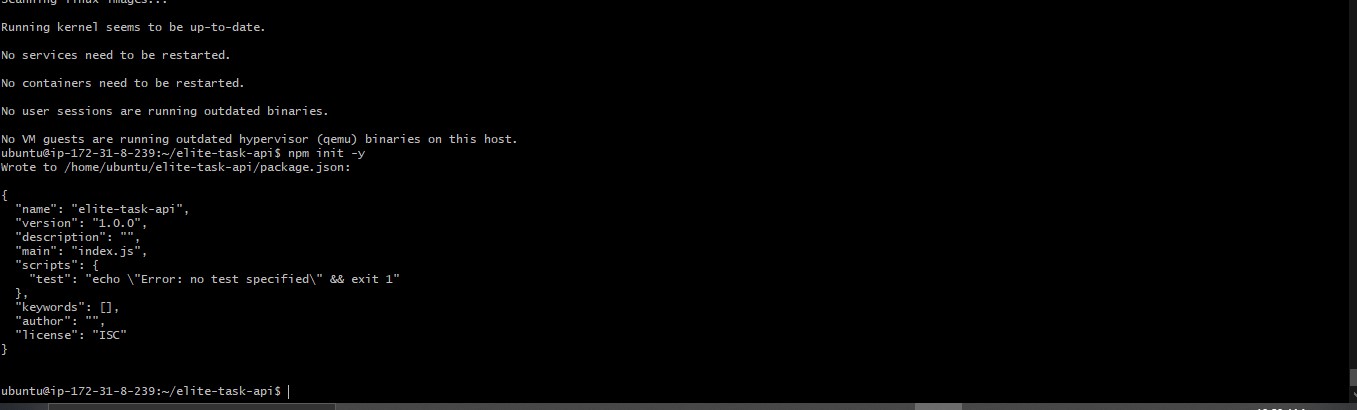 Scanning linux images...
Running kernel seems to be up-to-date.
No services need to be restarted.
No containers need to be restarted.
No user sessions are running outdated binaries.
No VM guests are running outdated hypervisor (qemu) binaries on this host.
ubuntu@ip-172-31-8-239:~/elite-task-api$ npm init -y
Wrote to /home/ubuntu/elite-task-api/package.json:
{
  "name": "elite-task-api",
  "version": "1.0.0",
  "description": "",
  "main": "index.js",
  "scripts": {
    "test": "echo \"Error: no test specified\" && exit 1"
  },
  "keywords": [],
  "author": "",
  "license": "ISC"
}
ubuntu@ip-172-31-8-239:~/elite-task-api$